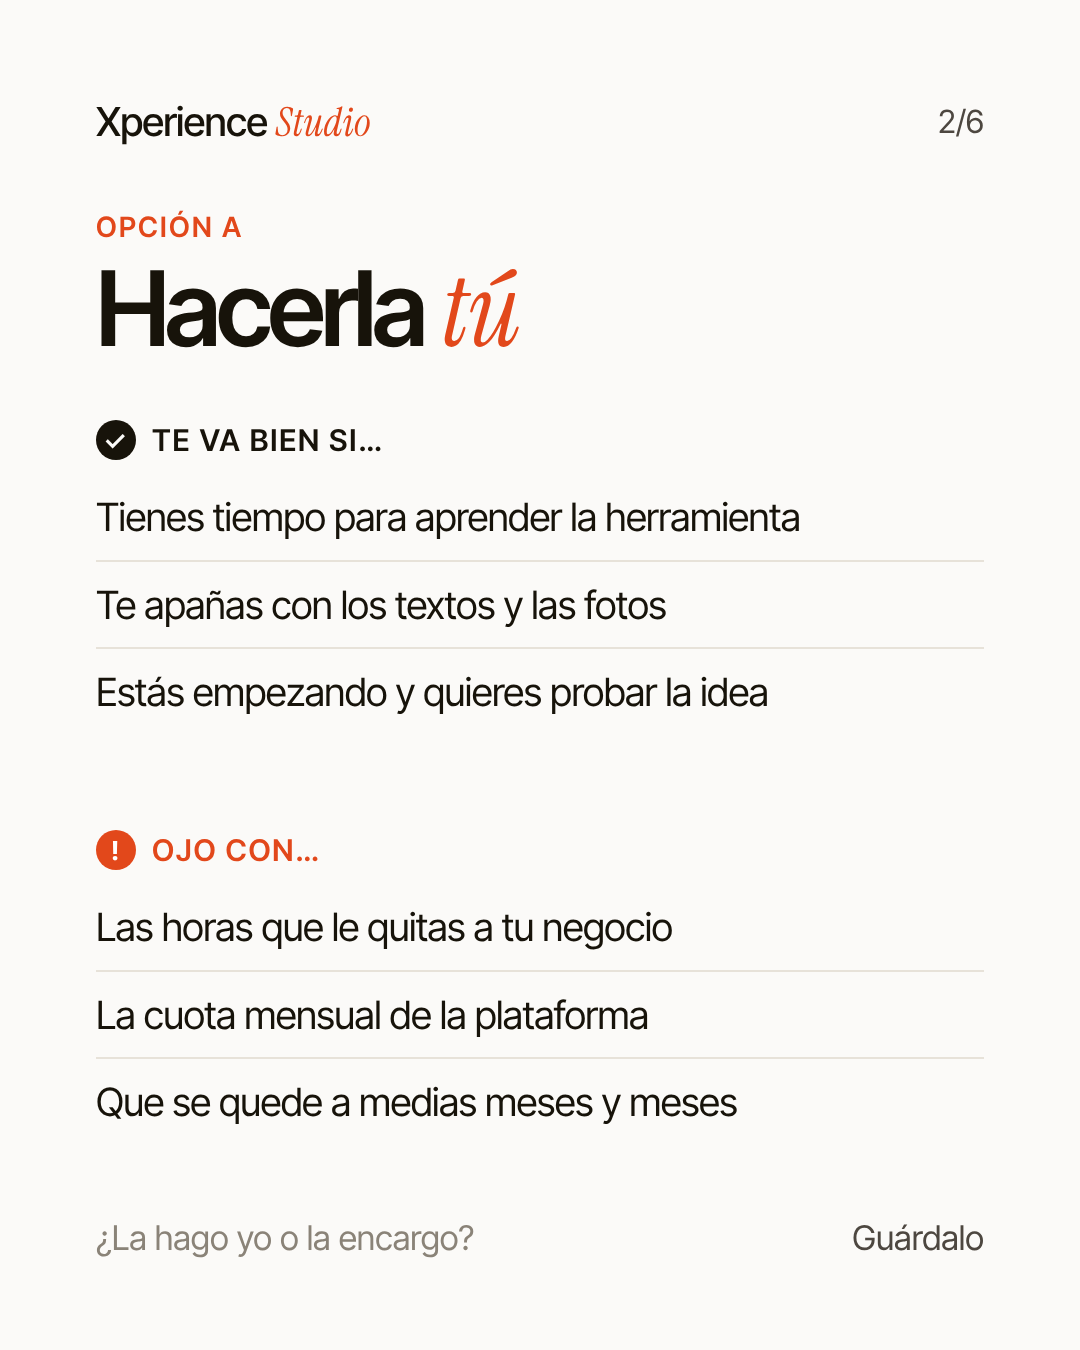 Xperience Studio
2/6
OPCIÓN A
Hacerla tú
TE VA BIEN SI…
Tienes tiempo para aprender la herramienta
Te apañas con los textos y las fotos
Estás empezando y quieres probar la idea
! OJO CON…
Las horas que le quitas a tu negocio
La cuota mensual de la plataforma
Que se quede a medias meses y meses
¿La hago yo o la encargo?
Guárdalo